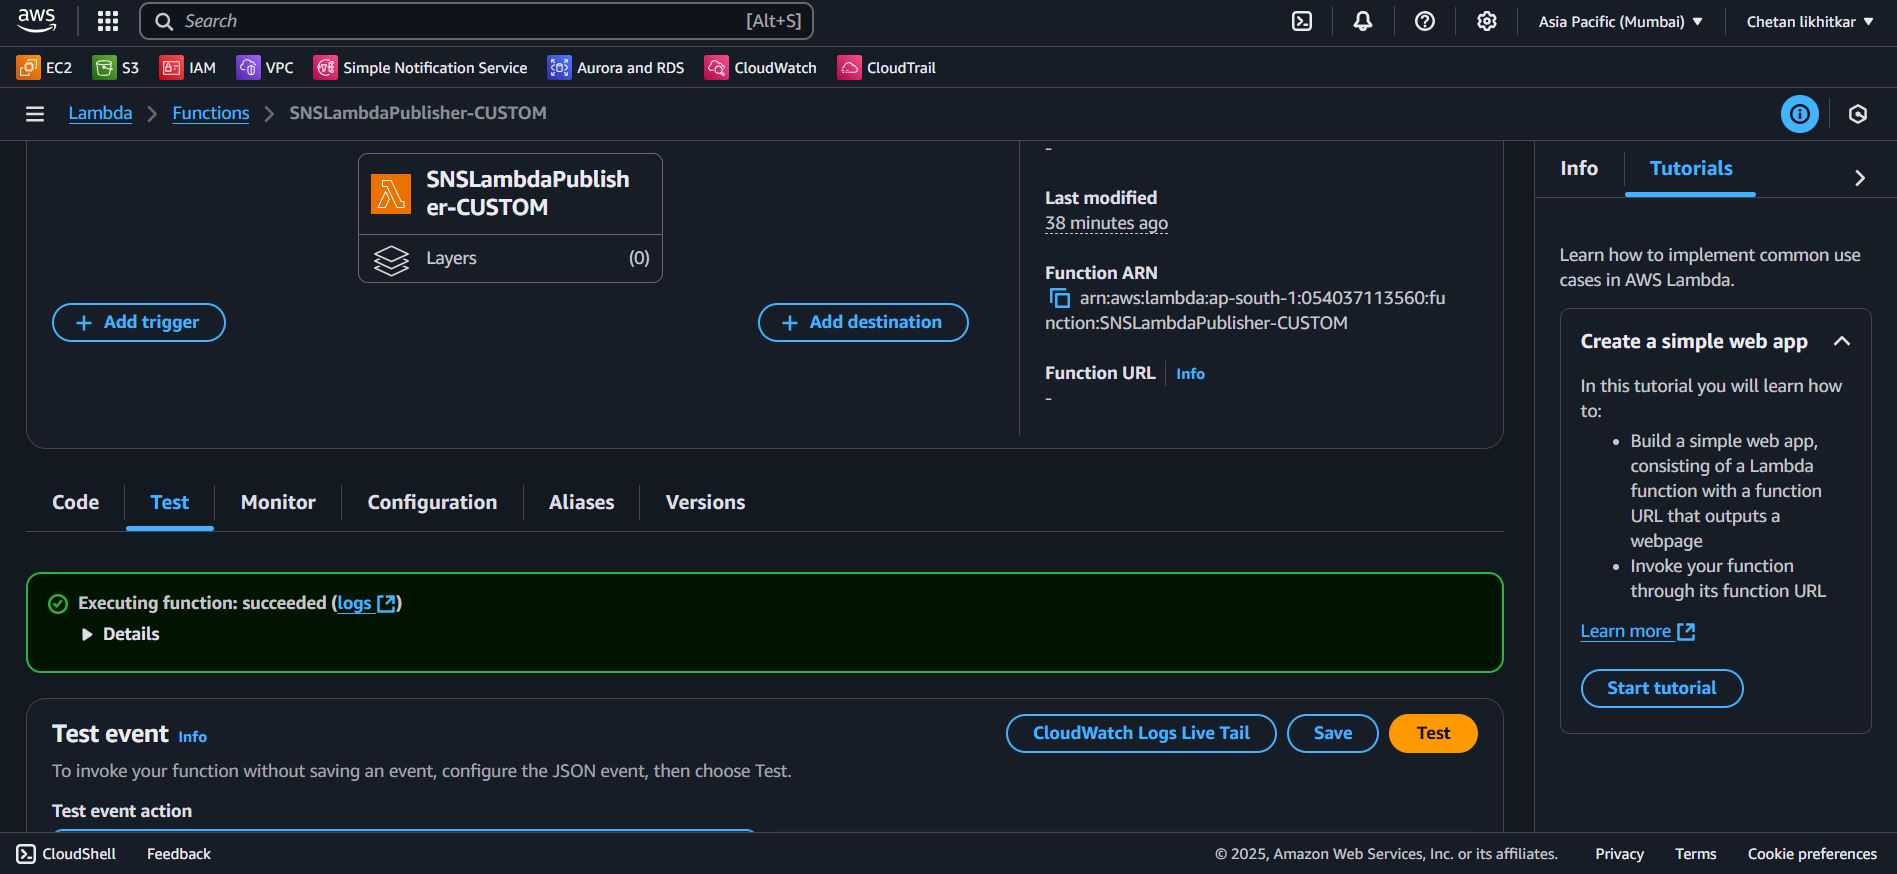 aws
Search [Alt+S]
Asia Pacific (Mumbai) Chetan likhitkar
EC2 S3 IAM VPC Simple Notification Service Aurora and RDS CloudWatch CloudTrail
Lambda Functions SNSLambdaPublisher-CUSTOM
SNSLambdaPublish
er-CUSTOM
Layers (0)
+ Add trigger
+ Add destination
-
Last modified
38 minutes ago
Function ARN
arn:aws:lambda:ap-south-1:054037113560:fu
nction:SNSLambdaPublisher-CUSTOM
Function URL Info
-
Code Test Monitor Configuration Aliases Versions
Executing function: succeeded (logs)
Details
Test event Info
CloudWatch Logs Live Tail Save Test
To invoke your function without saving an event, configure the JSON event, then choose Test.
Test event action
Info Tutorials
Learn how to implement common use
cases in AWS Lambda.
Create a simple web app
In this tutorial you will learn how
to:
• Build a simple web app,
consisting of a Lambda
function with a function
URL that outputs a
webpage
• Invoke your function
through its function URL
Learn more
Start tutorial
CloudShell Feedback
© 2025, Amazon Web Services, Inc. or its affiliates. Privacy Terms Cookie preferences